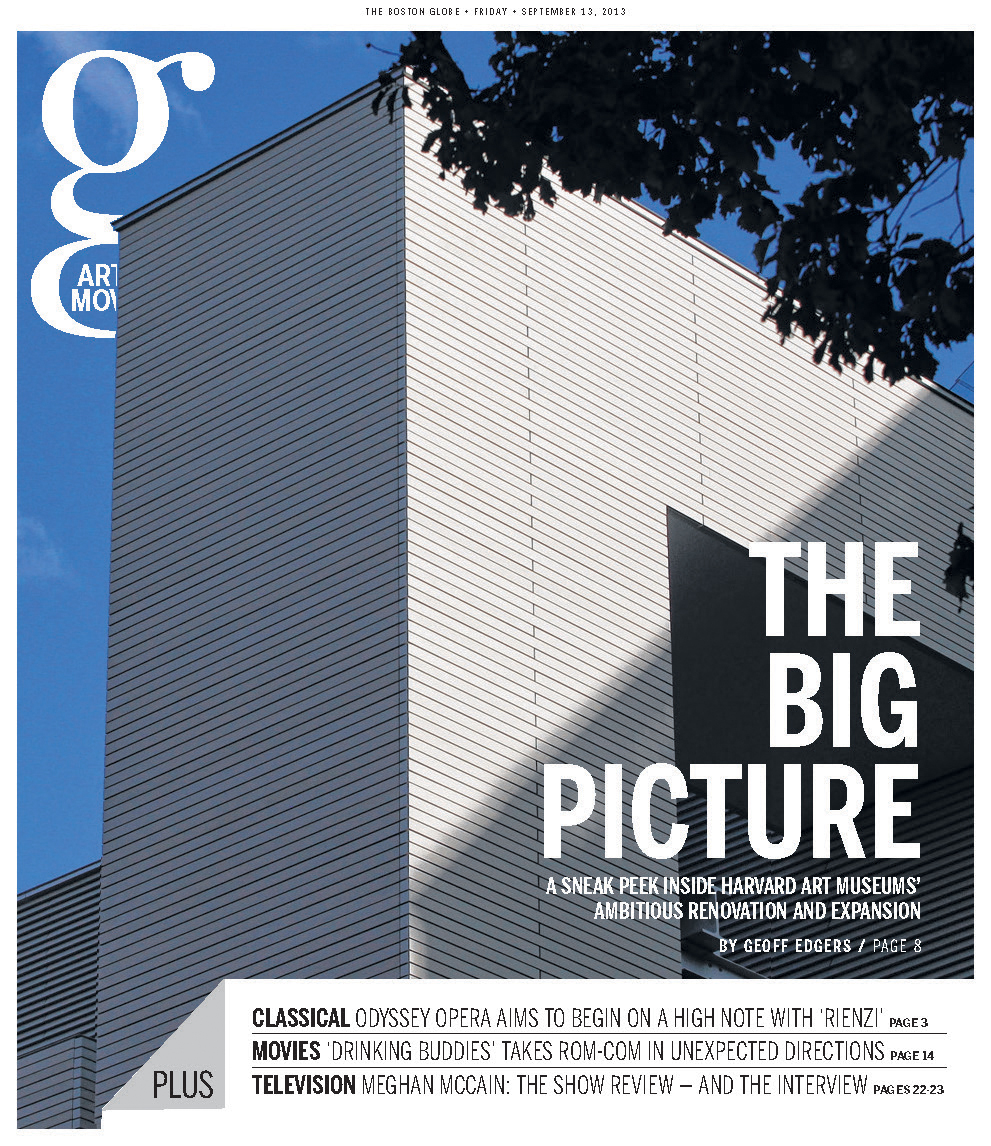 THE BOSTON GLOBE • FRIDAY • SEPTEMBER 13, 2013
g
ART
MOV
THE
BIG
PICTURE
A SNEAK PEEK INSIDE HARVARD ART MUSEUMS'
AMBITIOUS RENOVATION AND EXPANSION
BY GEOFF EDGERS / PAGE 8
PLUS
CLASSICAL ODYSSEY OPERA AIMS TO BEGIN ON A HIGH NOTE WITH 'RIENZI' PAGE 3
MOVIES 'DRINKING BUDDIES' TAKES ROM-COM IN UNEXPECTED DIRECTIONS PAGE 14
TELEVISION MEGHAN MCCAIN: THE SHOW REVIEW – AND THE INTERVIEW PAGES 22-23